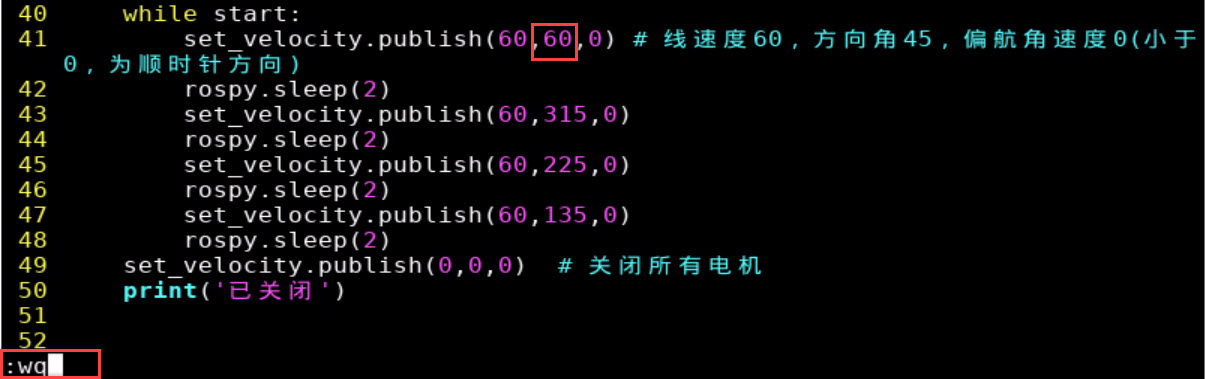 40     while start:
41         set_velocity.publish(60,60,0) # 线速度60，方向角45，偏航角速度0(小于
0，为顺时针方向)
42         rospy.sleep(2)
43         set_velocity.publish(60,315,0)
44         rospy.sleep(2)
45         set_velocity.publish(60,225,0)
46         rospy.sleep(2)
47         set_velocity.publish(60,135,0)
48         rospy.sleep(2)
49     set_velocity.publish(0,0,0)  # 关闭所有电机
50     print('已关闭')
51
52
:wq